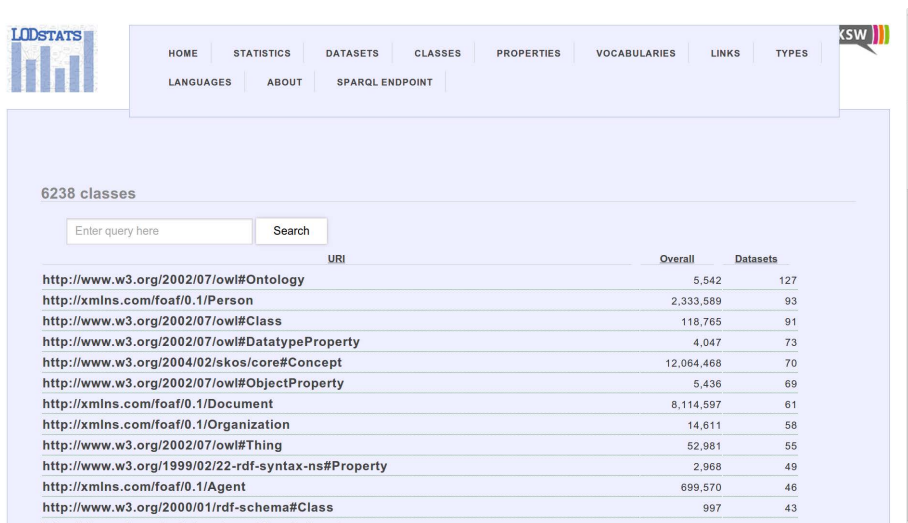 LODSTATS
HOME STATISTICS DATASETS CLASSES PROPERTIES VOCABULARIES LINKS TYPES
LANGUAGES ABOUT SPARQL ENDPOINT
KSW
6238 classes
Enter query here Search
URI Overall Datasets
http://www.w3.org/2002/07/owl#Ontology 5,542 127
http://xmlns.com/foaf/0.1/Person 2,333,589 93
http://www.w3.org/2002/07/owl#Class 118,765 91
http://www.w3.org/2002/07/owl#DatatypeProperty 4,047 73
http://www.w3.org/2004/02/skos/core#Concept 12,064,468 70
http://www.w3.org/2002/07/owl#ObjectProperty 5,436 69
http://xmlns.com/foaf/0.1/Document 8,114,597 61
http://xmlns.com/foaf/0.1/Organization 14,611 58
http://www.w3.org/2002/07/owl#Thing 52,981 55
http://www.w3.org/1999/02/22-rdf-syntax-ns#Property 2,968 49
http://xmlns.com/foaf/0.1/Agent 699,570 46
http://www.w3.org/2000/01/rdf-schema#Class 997 43